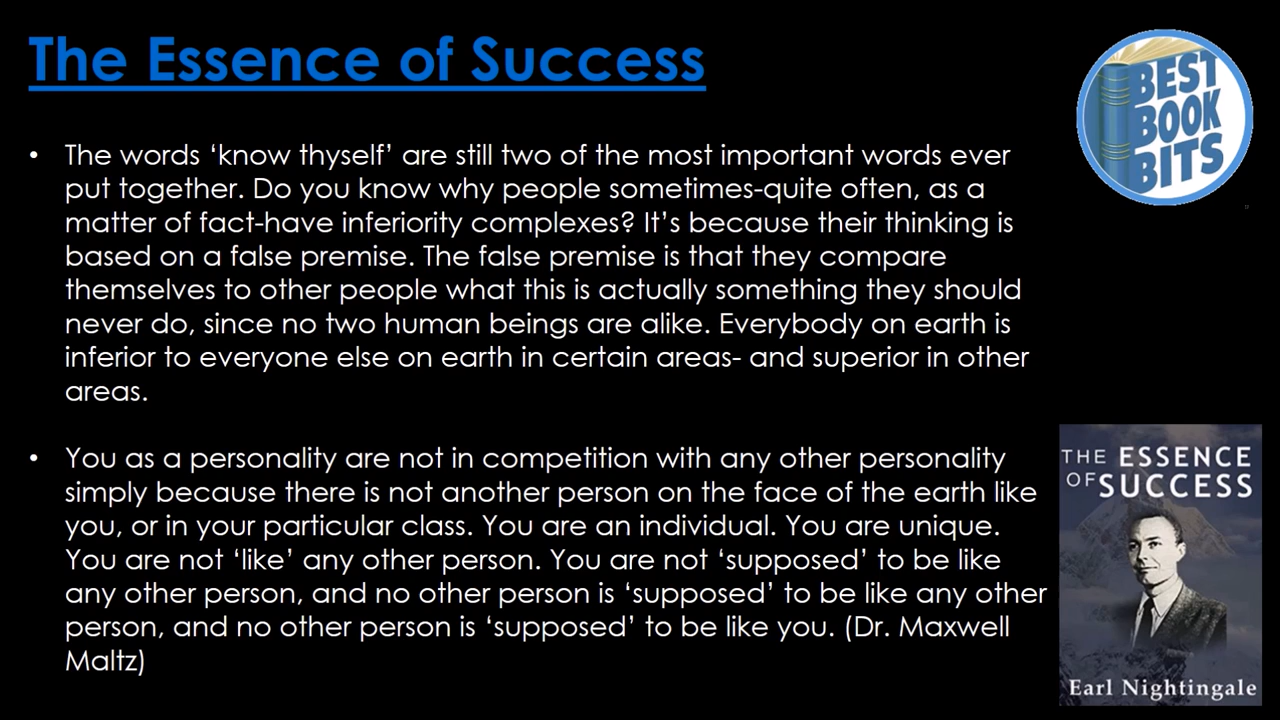 The Essence of Success
BEST
BOOK
BITS
• The words ‘know thyself’ are still two of the most important words ever
put together. Do you know why people sometimes-quite often, as a
matter of fact-have inferiority complexes? It’s because their thinking is
based on a false premise. The false premise is that they compare
themselves to other people what this is actually something they should
never do, since no two human beings are alike. Everybody on earth is
inferior to everyone else on earth in certain areas- and superior in other
areas.
• You as a personality are not in competition with any other personality
simply because there is not another person on the face of the earth like
you, or in your particular class. You are an individual. You are unique.
You are not ‘like’ any other person. You are not ‘supposed’ to be like
any other person, and no other person is ‘supposed’ to be like any other
person, and no other person is ‘supposed’ to be like you. (Dr. Maxwell
Maltz)
THE ESSENCE
OF SUCCESS
Earl Nightingale